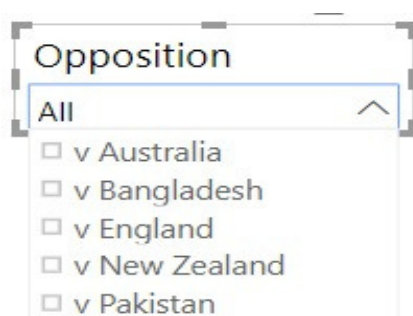 Opposition
All
v Australia
v Bangladesh
v England
v New Zealand
v Pakistan